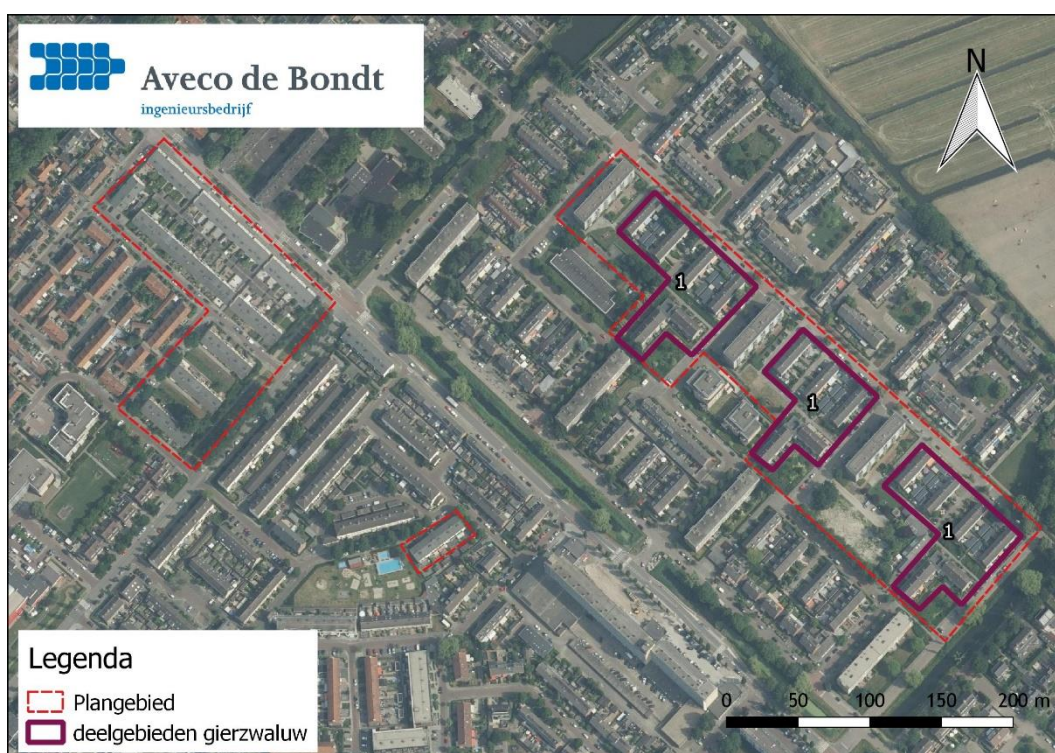 Aveco de Bondt
ingenieursbedrijf
N
1
1
1
Legenda
Plangebied
deelgebieden gierzwaluw
0 50 100 150 200 m